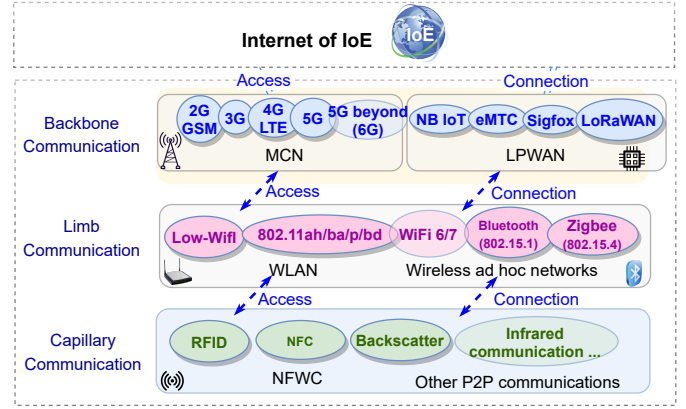 Internet of IoE
IoE
Access
Connection
Backbone
Communication
2G
GSM
3G
4G
LTE
5G
5G beyond
(6G)
MCN
NB IoT
eMTC
Sigfox
LoRaWAN
LPWAN
Access
Connection
Limb
Communication
Low-Wifl
802.11ah/ba/p/bd
WiFi 6/7
Bluetooth
(802.15.1)
Zigbee
(802.15.4)
WLAN
Wireless ad hoc networks
Access
Connection
Capillary
Communication
RFID
NFC
Backscatter
Infrared
communication ...
NFWC
Other P2P communications